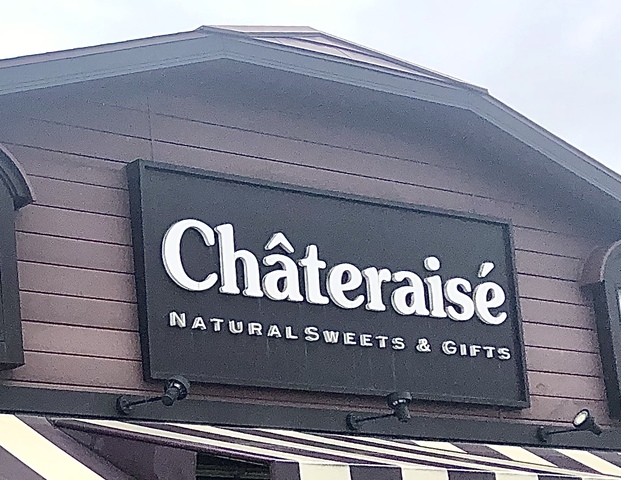 Châteraisé
NATURAL SWEETS & GIFTS